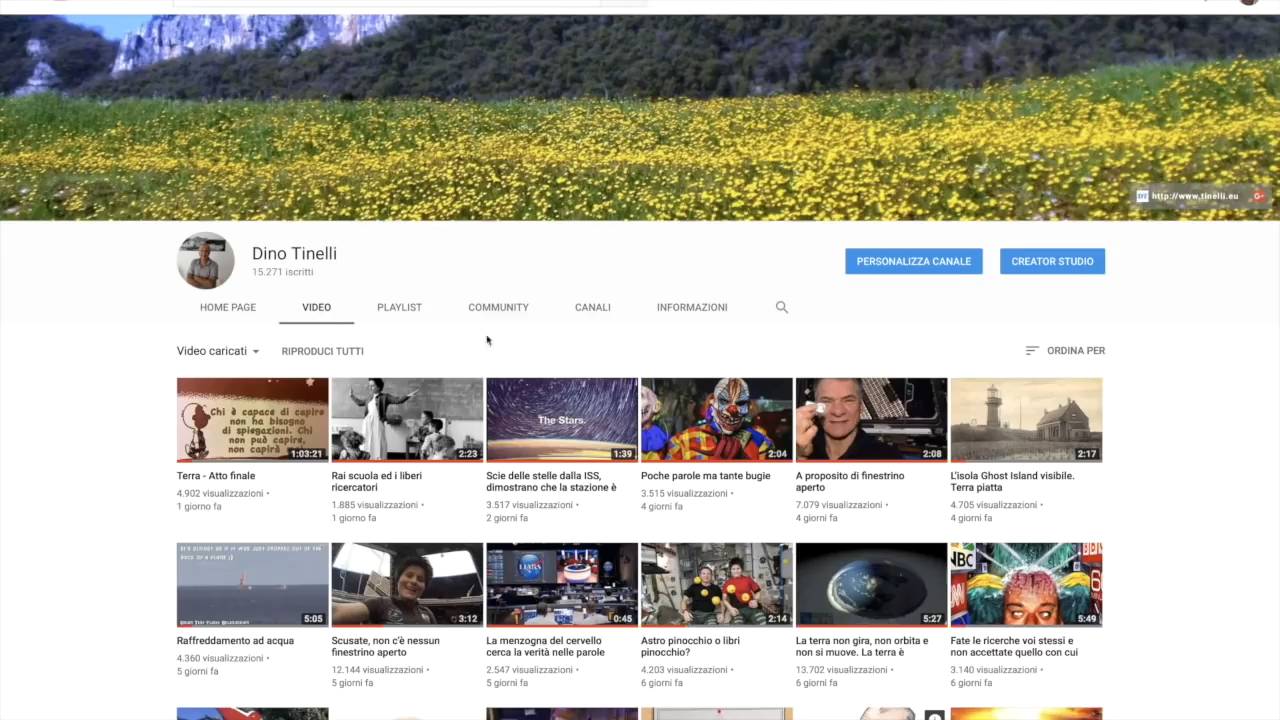 http://www.tinelli.eu
G+
Dino Tinelli
15.271 iscritti
PERSONALIZZA CANALE
CREATOR STUDIO
HOME PAGE
VIDEO
PLAYLIST
COMMUNITY
CANALI
INFORMAZIONI
Video caricati
RIPRODUCI TUTTI
ORDINA PER
Chi è capace di capire
non ha bisogno
di spiegazioni. Chi
non può capire,
non capirà
1:03:21
2:23
The Stars.
1:39
2:04
2:08
2:17
Terra - Atto finale
4.902 visualizzazioni •
1 giorno fa
Rai scuola ed i liberi
ricercatori
1.885 visualizzazioni •
1 giorno fa
Scie delle stelle dalla ISS,
dimostrano che la stazione è
3.517 visualizzazioni •
2 giorni fa
Poche parole ma tante bugie
3.515 visualizzazioni •
4 giorni fa
A proposito di finestrino
aperto
7.079 visualizzazioni •
4 giorni fa
L'isola Ghost Island visibile.
Terra piatta
4.705 visualizzazioni •
4 giorni fa
5:05
3:12
LIARS
0:45
2:14
5:27
NBC
CNN
5:49
Raffreddamento ad acqua
4.360 visualizzazioni •
5 giorni fa
Scusate, non c'è nessun
finestrino aperto
12.144 visualizzazioni •
5 giorni fa
La menzogna del cervello
cerca la verità nelle parole
2.547 visualizzazioni •
5 giorni fa
Astro pinocchio o libri
pinocchio?
4.203 visualizzazioni •
6 giorni fa
La terra non gira, non orbita e
non si muove. La terra è
13.702 visualizzazioni •
6 giorni fa
Fate le ricerche voi stessi e
non accettate quello con cui
3.140 visualizzazioni •
6 giorni fa